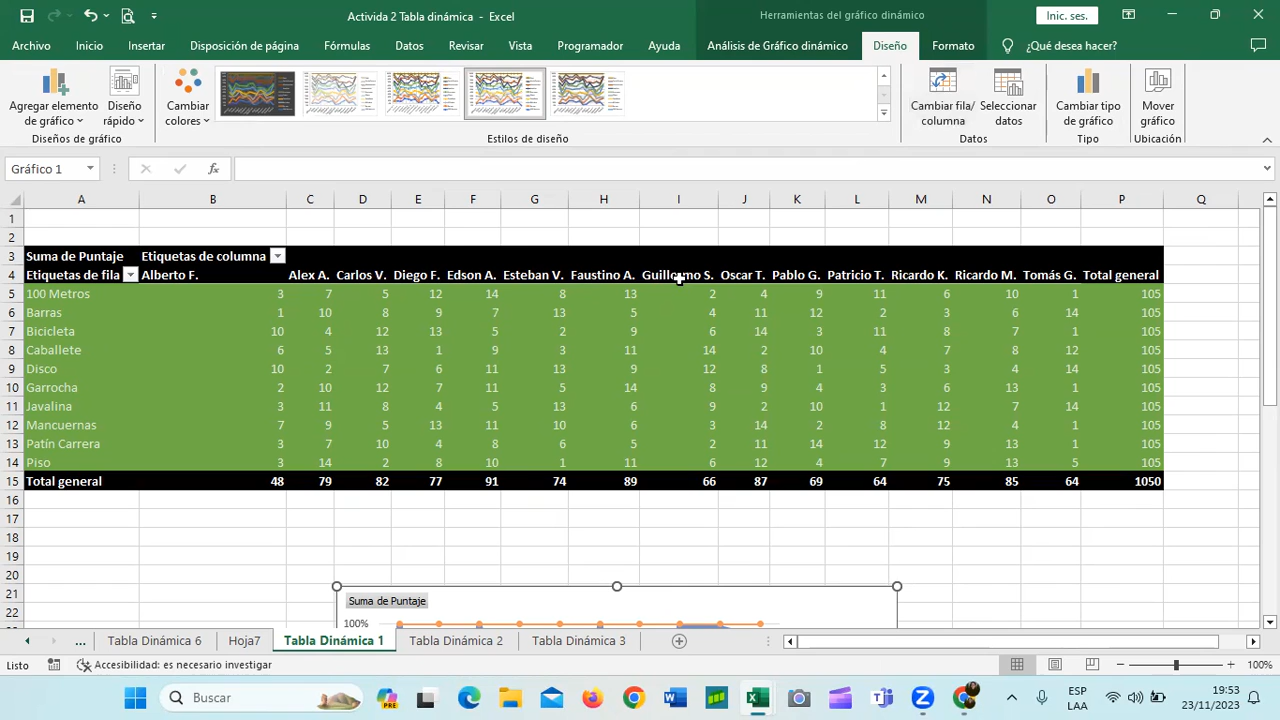 Activida 2 Tabla dinámica - Excel
Herramientas del gráfico dinámico
Inic. ses.
Archivo Inicio Insertar Disposición de página Fórmulas Datos Revisar Vista Programador Ayuda Análisis de Gráfico dinámico Diseño Formato ¿Qué desea hacer?
Agregar elemento de gráfico
Diseño rápido
Cambiar colores
Cambiar fila/ columna
Seleccionar datos
Cambiar tipo de gráfico
Mover gráfico
Diseños de gráfico Estilos de diseño Datos Tipo Ubicación
Gráfico 1 fx
A B C D E F G H I J K L M N O P Q
1
2
3 Suma de Puntaje Etiquetas de columna
4 Etiquetas de fila Alberto F. Alex A. Carlos V. Diego F. Edson A. Esteban V. Faustino A. Guillermo S. Oscar T. Pablo G. Patricio T. Ricardo K. Ricardo M. Tomás G. Total general
5 100 Metros 3 7 5 12 14 8 13 2 4 9 11 6 10 1 105
6 Barras 1 10 8 9 7 13 5 4 11 12 2 3 6 14 105
7 Bicicleta 10 4 12 13 5 2 9 6 14 3 11 8 7 1 105
8 Caballete 6 5 13 1 9 3 11 14 2 10 4 7 8 12 105
9 Disco 10 2 7 6 11 13 9 12 8 1 5 3 4 14 105
10 Garrocha 2 10 12 7 11 5 14 8 9 4 3 6 13 1 105
11 Javalina 3 11 8 4 5 13 6 9 2 10 1 12 7 14 105
12 Mancuernas 7 9 5 13 11 10 6 3 14 2 8 12 4 1 105
13 Patín Carrera 3 7 10 4 8 6 5 2 11 14 12 9 13 1 105
14 Piso 3 14 2 8 10 1 11 6 12 4 7 9 13 5 105
15 Total general 48 79 82 77 91 74 89 66 87 69 64 75 85 64 1050
16
17
18
19
20
21 Suma de Puntaje
22
100%
... Tabla Dinámica 6 Hoja7 Tabla Dinámica 1 Tabla Dinámica 2 Tabla Dinámica 3
Listo Accesibilidad: es necesario investigar 100%
Buscar
PRE
ESP
LAA
19:53
23/11/2023